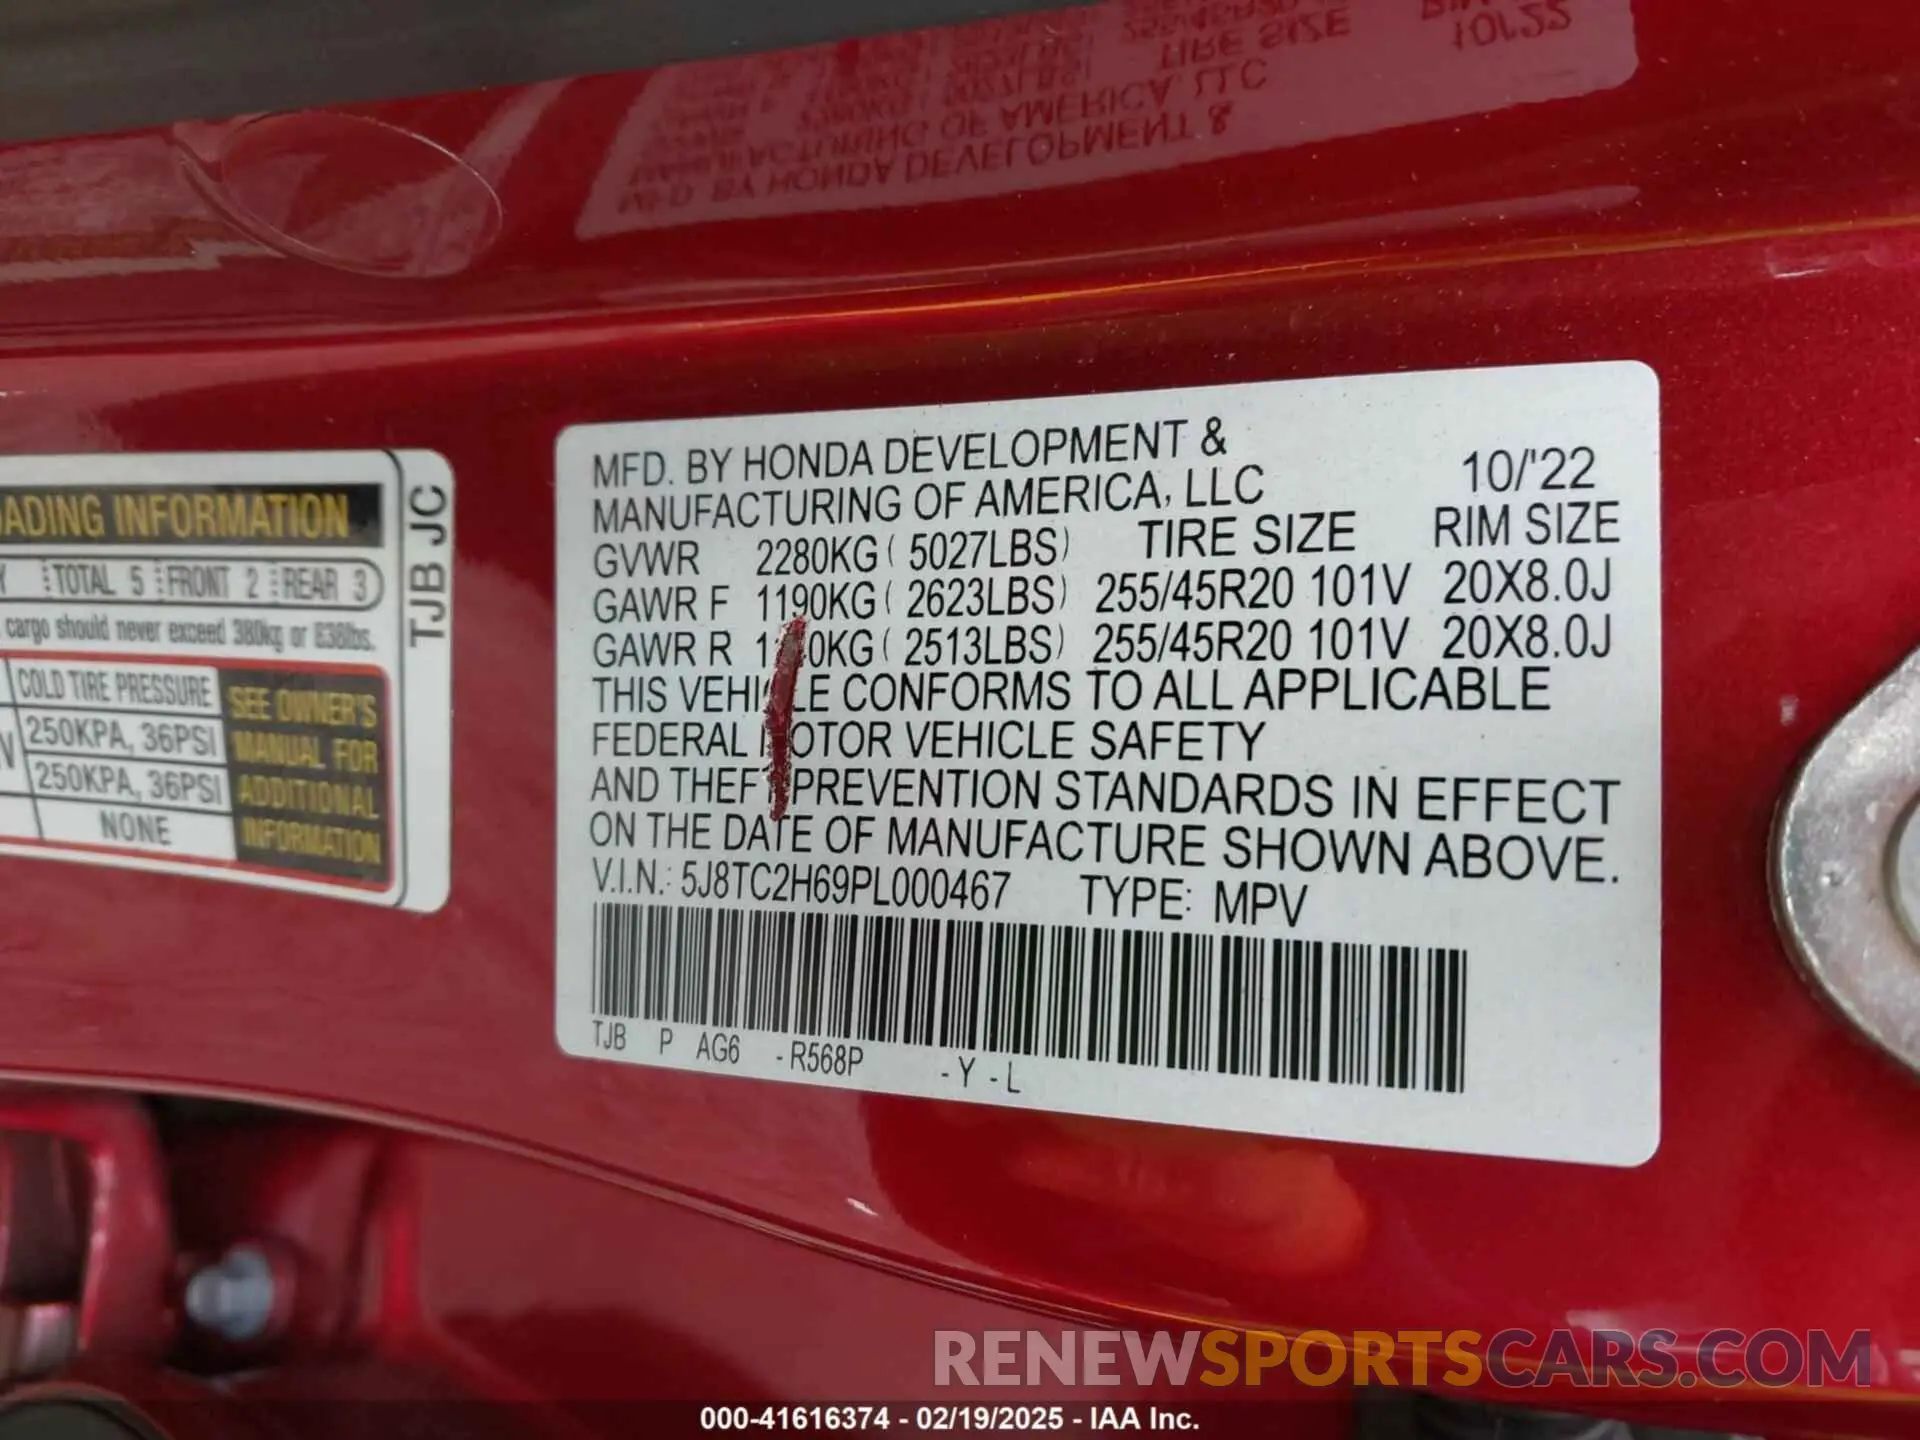 MFD. BY HONDA DEVELOPMENT &
MANUFACTURING OF AMERICA, LLC 10/'22
GVWR 2280KG ( 5027LBS) TIRE SIZE RIM SIZE
GAWR F 1190KG ( 2623LBS) 255/45R20 101V 20X8.0J
GAWR R 0KG ( 2513LBS) 255/45R20 101V 20X8.0J
THIS CONFORMS TO ALL APPLICABLE
FEDERAL VEHICLE SAFETY
AND THEFT PREVENTION STANDARDS IN EFFECT
ON THE DATE OF MANUFACTURE SHOWN ABOVE.
V.I.N.: 5J8TC2H69PL000467 TYPE: MPV
TJB P AG6 -R568P -Y -L
INFORMATION
TOTAL 5 FRONT 2 REAR 3
cargo should never exceed 380kg or 838lbs.
COLD TIRE PRESSURE
250KPA, 36PSI
250KPA, 36PSI
NONE
SEE OWNER'S
MANUAL FOR
ADDITIONAL
INFORMATION
TJB JC
RENEWSPORTSCARS.COM
000-41616374 - 02/19/2025 - IAA Inc.